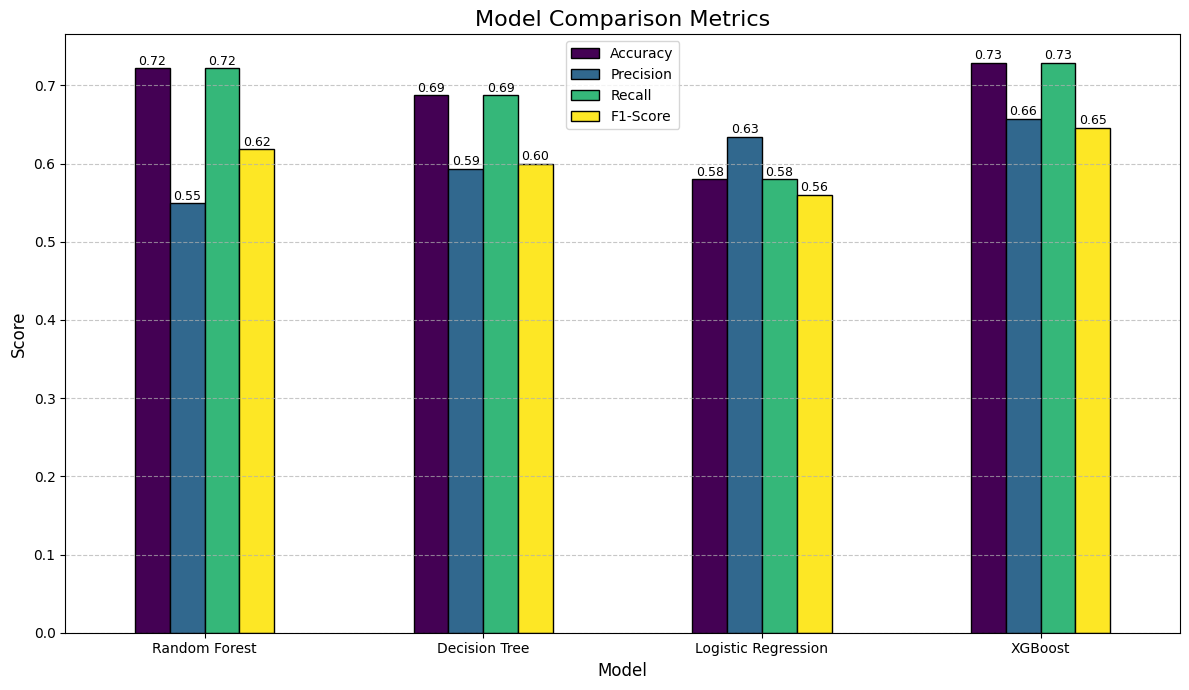 Model Comparison Metrics
Accuracy
Precision
Recall
F1-Score
0.72
0.55
0.72
0.62
0.69
0.59
0.69
0.60
0.58
0.63
0.58
0.56
0.73
0.66
0.73
0.65
Score
0.7
0.6
0.5
0.4
0.3
0.2
0.1
0.0
Random Forest
Decision Tree
Logistic Regression
XGBoost
Model